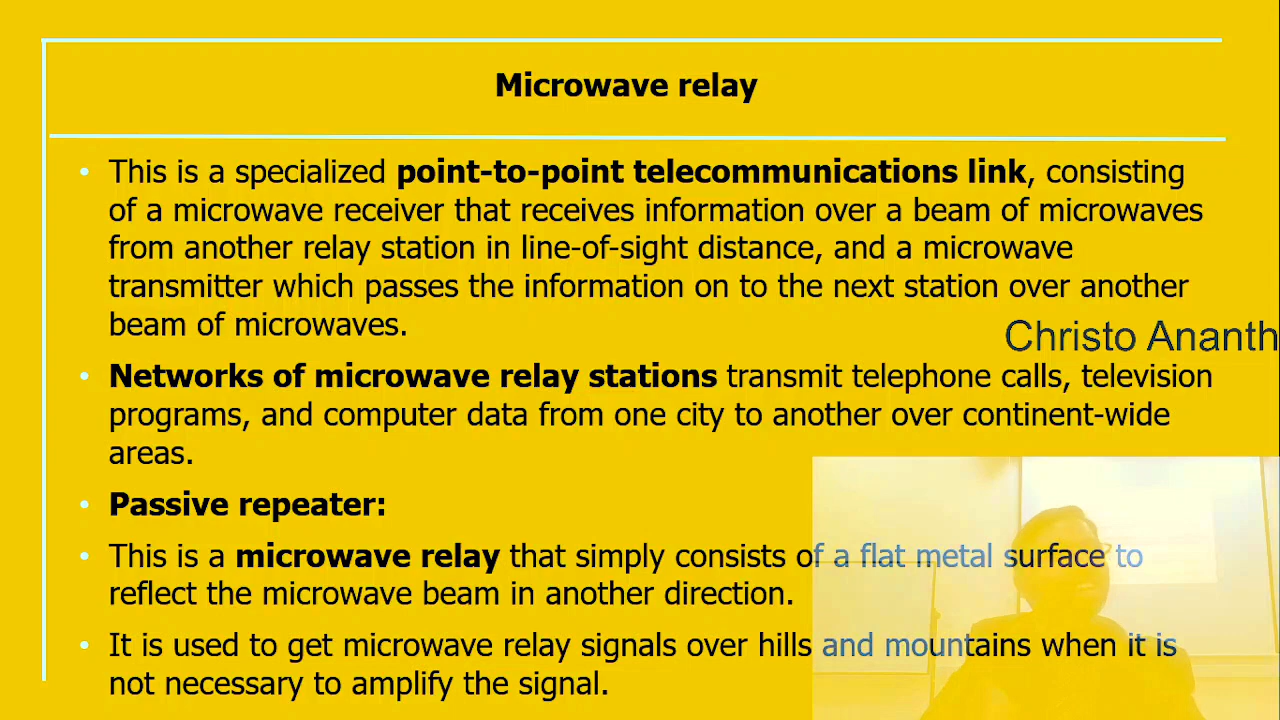 Microwave relay
• This is a specialized point-to-point telecommunications link, consisting
of a microwave receiver that receives information over a beam of microwaves
from another relay station in line-of-sight distance, and a microwave
transmitter which passes the information on to the next station over another
beam of microwaves.
Christo Ananth
• Networks of microwave relay stations transmit telephone calls, television
programs, and computer data from one city to another over continent-wide
areas.
• Passive repeater:
• This is a microwave relay that simply consists of a flat metal surface to
reflect the microwave beam in another direction.
• It is used to get microwave relay signals over hills and mountains when it is
not necessary to amplify the signal.